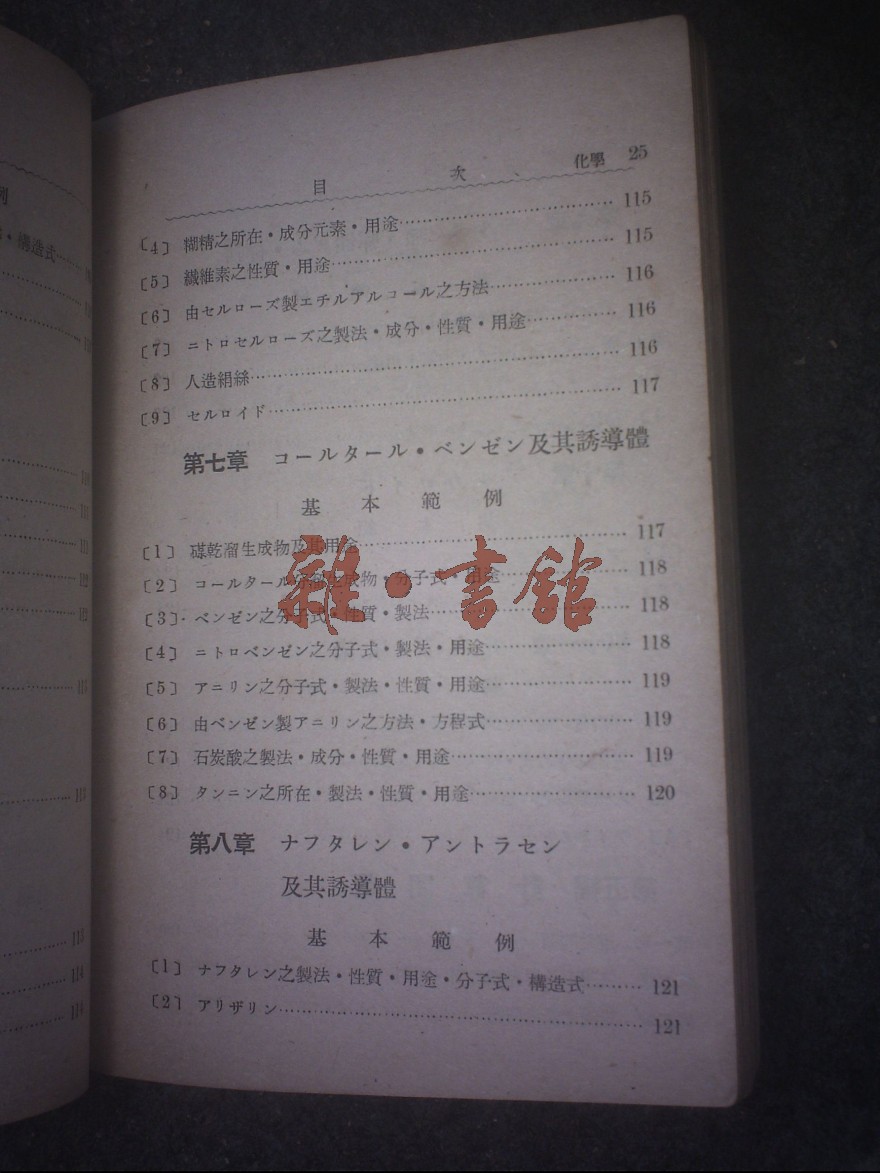 目 次 化學 25
〔4〕 糊精之所在・成分元素・用途 115
〔5〕 纖維素之性質・用途 115
〔6〕 由セルローズ製エチルアルコール之方法 116
〔7〕 ニトロセルローズ之製法・成分・性質・用途 116
〔8〕 人造絹絲 116
〔9〕 セルロイド 117
第七章 コールタール・ベンゼン及其誘導體
基本範例
〔1〕 礤乾溜生成物及其用途 117
〔2〕 コールタール分溜生成物・分子式・用途 118
〔3〕 ベンゼン之分子式・性質・製法 118
〔4〕 ニトロベンゼン之分子式・製法・用途 118
〔5〕 アニリン之分子式・製法・性質・用途 119
〔6〕 由ベンゼン製アニリン之方法・方程式 119
〔7〕 石炭酸之製法・成分・性質・用途 119
〔8〕 タンニン之所在・製法・性質・用途 120
第八章 ナフタレン・アントラセン
及其誘導體
基本範例
〔1〕 ナフタレン之製法・性質・用途・分子式・構造式 121
〔2〕 アリザリン 121
雜・書館